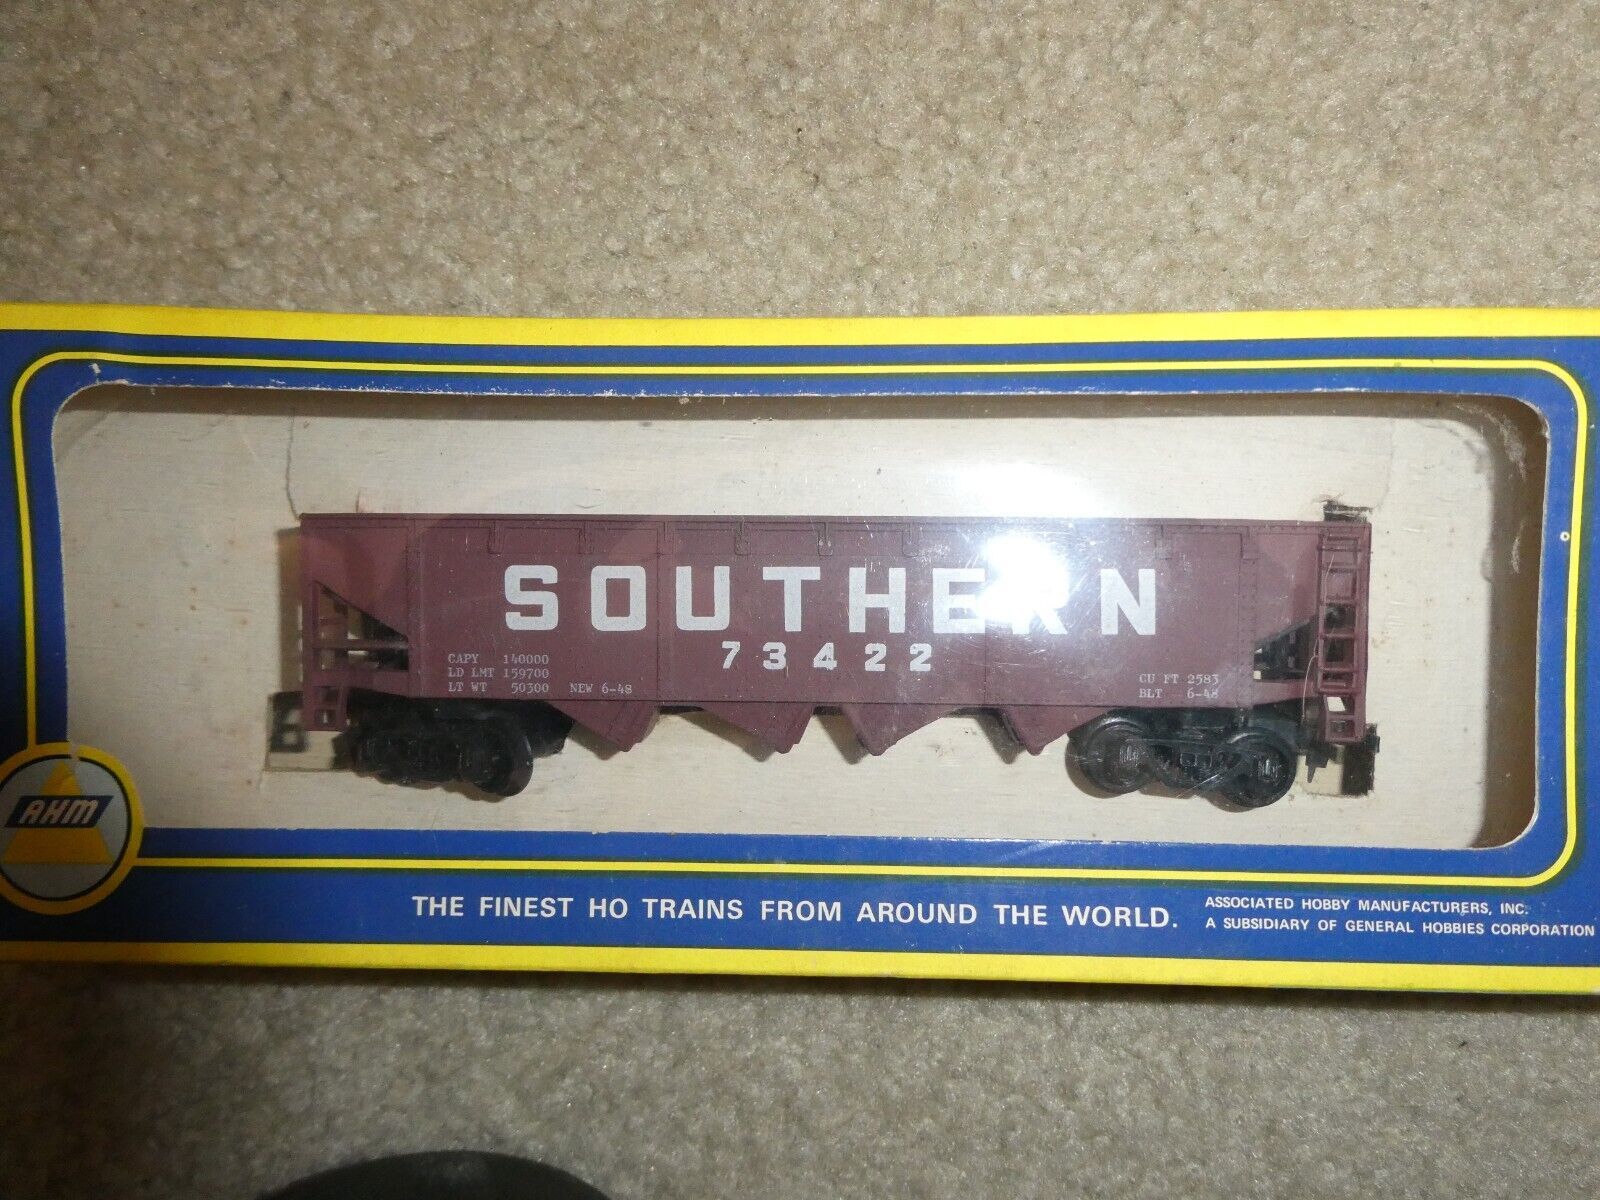 SOUTHERN
73422
CAPY 140000
LD LMT 159700
LT WT 50300 NEW 6-48
CU FT 2583
BLT 6-48
AHM
THE FINEST HO TRAINS FROM AROUND THE WORLD.
ASSOCIATED HOBBY MANUFACTURERS, INC.
A SUBSIDIARY OF GENERAL HOBBIES CORPORATION